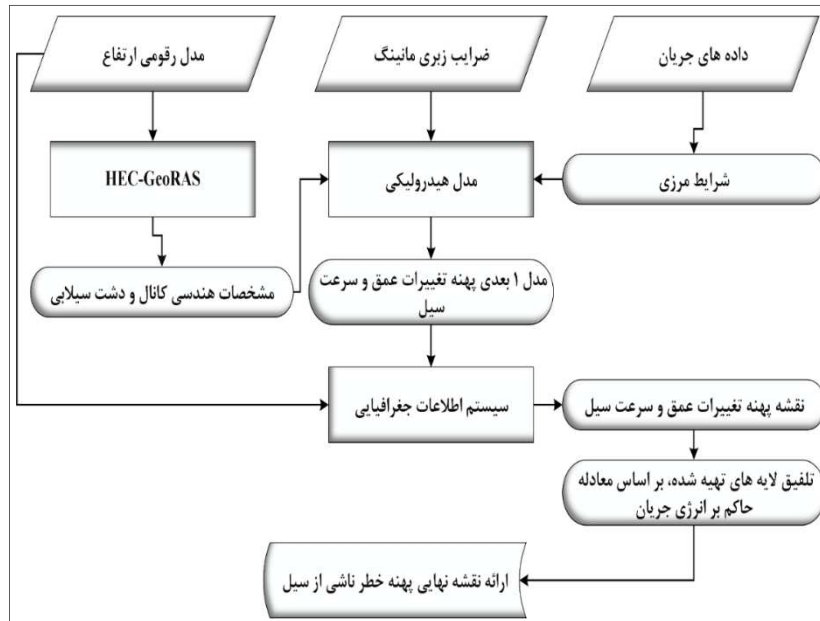 داده های جریان
ضرایب زبری مانینگ
مدل رقومی ارتفاع
شرایط مرزی
مدل هیدرولیکی
HEC-GeoRAS
مدل ۱ بعدی پهنه تغییرات عمق و سرعت
سیل
مشخصات هندسی کانال و دشت سیلابی
سیستم اطلاعات جغرافیایی
نقشه پهنه تغییرات عمق و سرعت سیل
تلفیق لایه های تهیه شده، بر اساس معادله
حاکم بر انرژی جریان
ارائه نقشه نهایی پهنه خطر ناشی از سیل